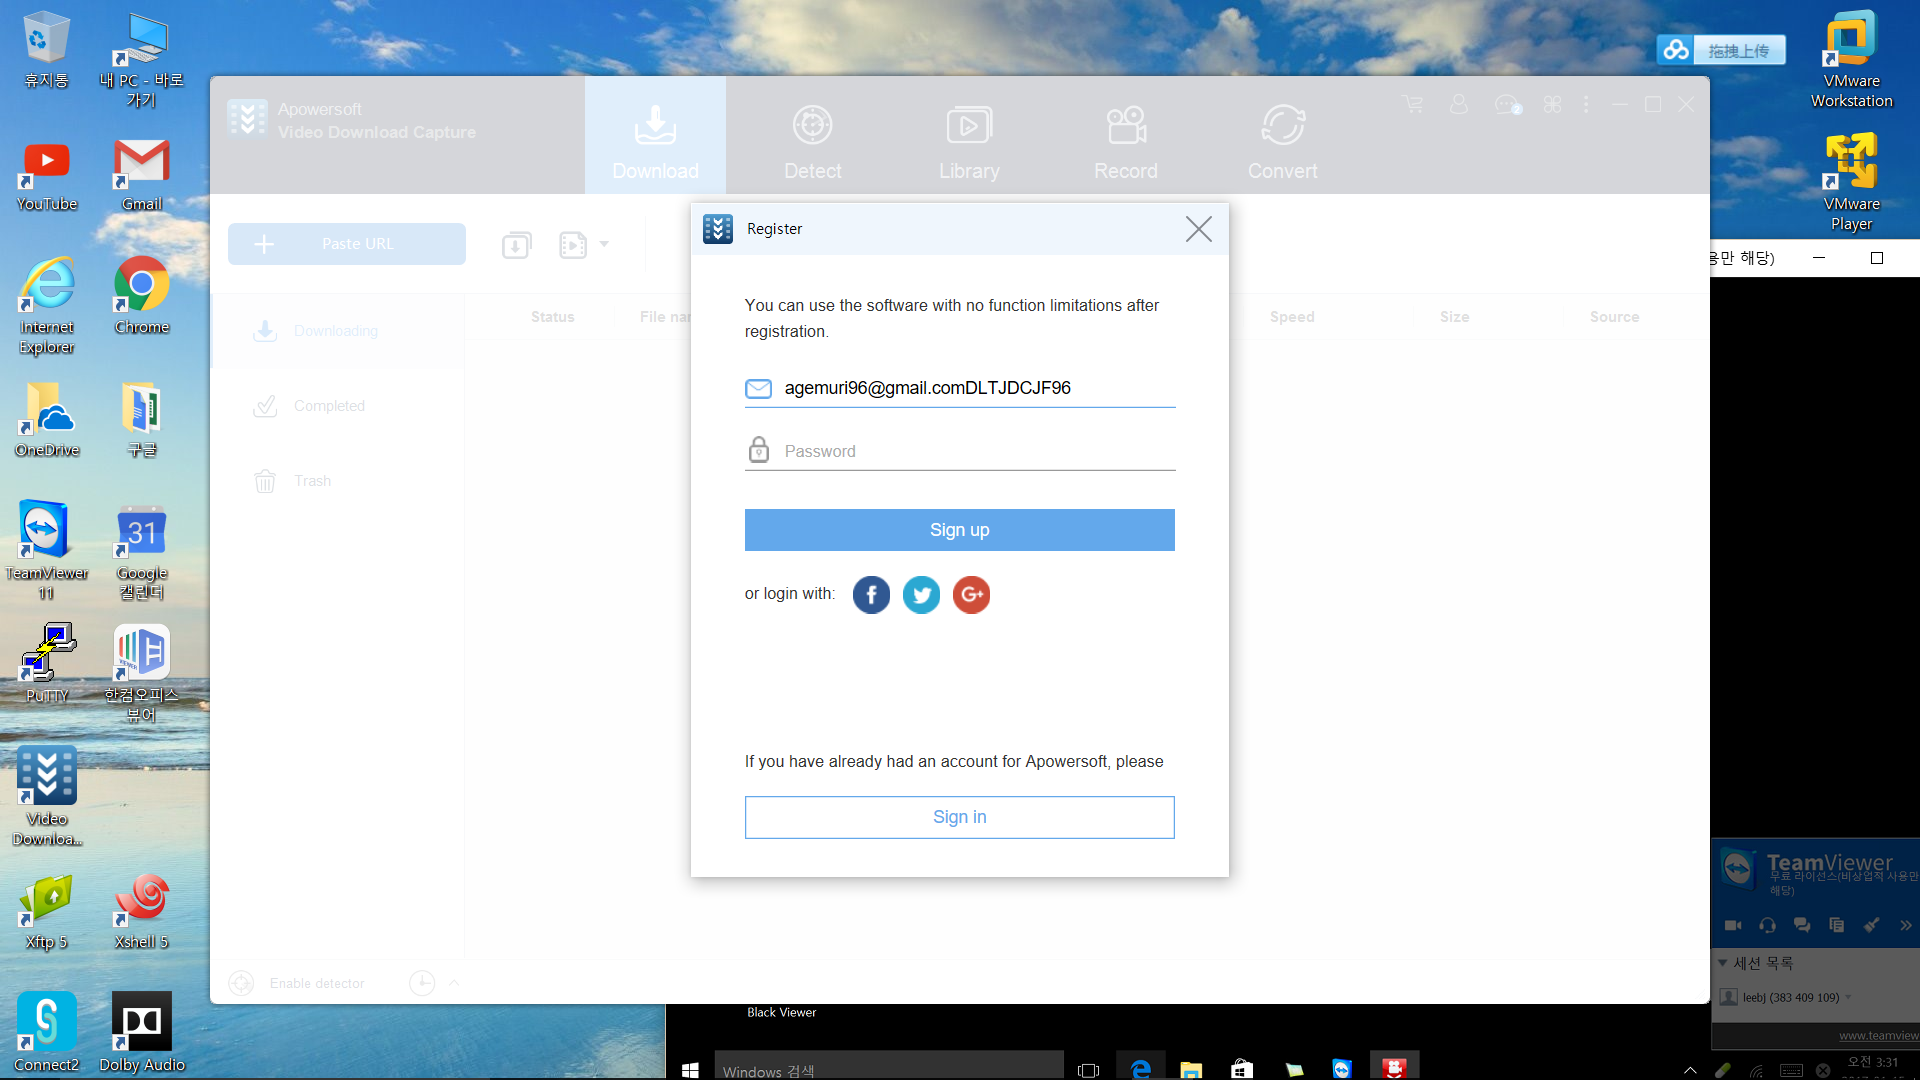 휴지통
내 PC - 바로
가기
YouTube
Gmail
Internet
Explorer
Chrome
OneDrive
구글
TeamViewer
11
31
Google
캘린더
PuTTY
VIEWER
한컴오피스
뷰어
Video
Downloa...
Xftp 5
Xshell 5
Connect2
Dolby Audio
拖拽上传
VMware
Workstation
VMware
Player
Apowersoft
Video Download Capture
Download
Detect
Library
Record
Convert
2
Paste URL
Downloading
Completed
Trash
Status
File nam
Speed
Size
Source
Enable detector
Register
You can use the software with no function limitations after
registration.
agemuri96@gmail.comDLTJDCJF96
Password
Sign up
or login with:
If you have already had an account for Apowersoft, please
Sign in
용만 해당)
TeamViewer
무료 라이선스(비상업적 사용만
해당)
세션 목록
leebj (383 409 109)
www.teamview
Black Viewer
Windows 검색
오전 3:31